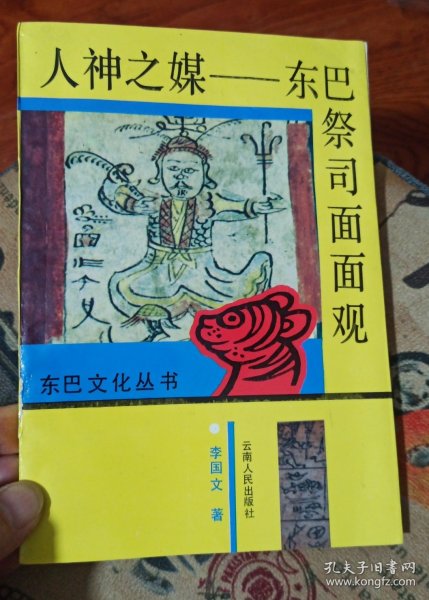 人神之媒——东巴祭司面面观
东巴文化丛书
李国文 著
云南人民出版社
孔夫子旧书网
www.kongfz.com